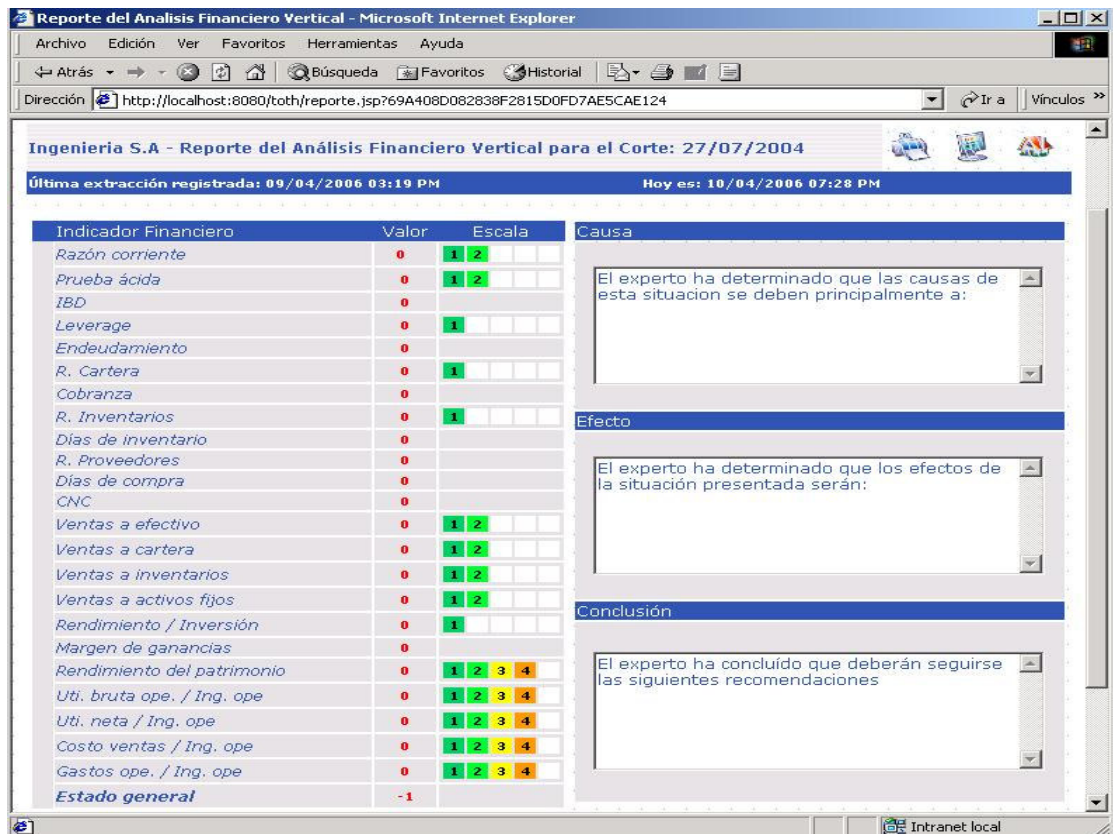 Reporte del Analisis Financiero Vertical - Microsoft Internet Explorer
Archivo Edición Ver Favoritos Herramientas Ayuda
Atrás Búsqueda Favoritos Historial
Dirección http://localhost:8080/toth/reporte.jsp?69A408D082838F2815D0FD7AE5CAE124 Ir a Vínculos »
Ingenieria S.A - Reporte del Análisis Financiero Vertical para el Corte: 27/07/2004
Última extracción registrada: 09/04/2006 03:19 PM Hoy es: 10/04/2006 07:28 PM
Indicador Financiero Valor Escala
Razón corriente 0 1 2
Prueba ácida 0 1 2
IBD 0
Leverage 0 1
Endeudamiento 0
R. Cartera 0 1
Cobranza 0
R. Inventarios 0 1
Días de inventario 0
R. Proveedores 0
Días de compra 0
CNC 0
Ventas a efectivo 0 1 2
Ventas a cartera 0 1 2
Ventas a inventarios 0 1 2
Ventas a activos fijos 0 1 2
Rendimiento / Inversión 0 1
Margen de ganancias 0
Rendimiento del patrimonio 0 1 2 3 4
Uti. bruta ope. / Ing. ope 0 1 2 3 4
Uti. neta / Ing. ope 0 1 2 3 4
Costo ventas / Ing. ope 0 1 2 3 4
Gastos ope. / Ing. ope 0 1 2 3 4
Estado general -1
Causa
El experto ha determinado que las causas de
esta situacion se deben principalmente a:
Efecto
El experto ha determinado que los efectos de
la situación presentada serán:
Conclusión
El experto ha concluído que deberán seguirse
las siguientes recomendaciones
Intranet local